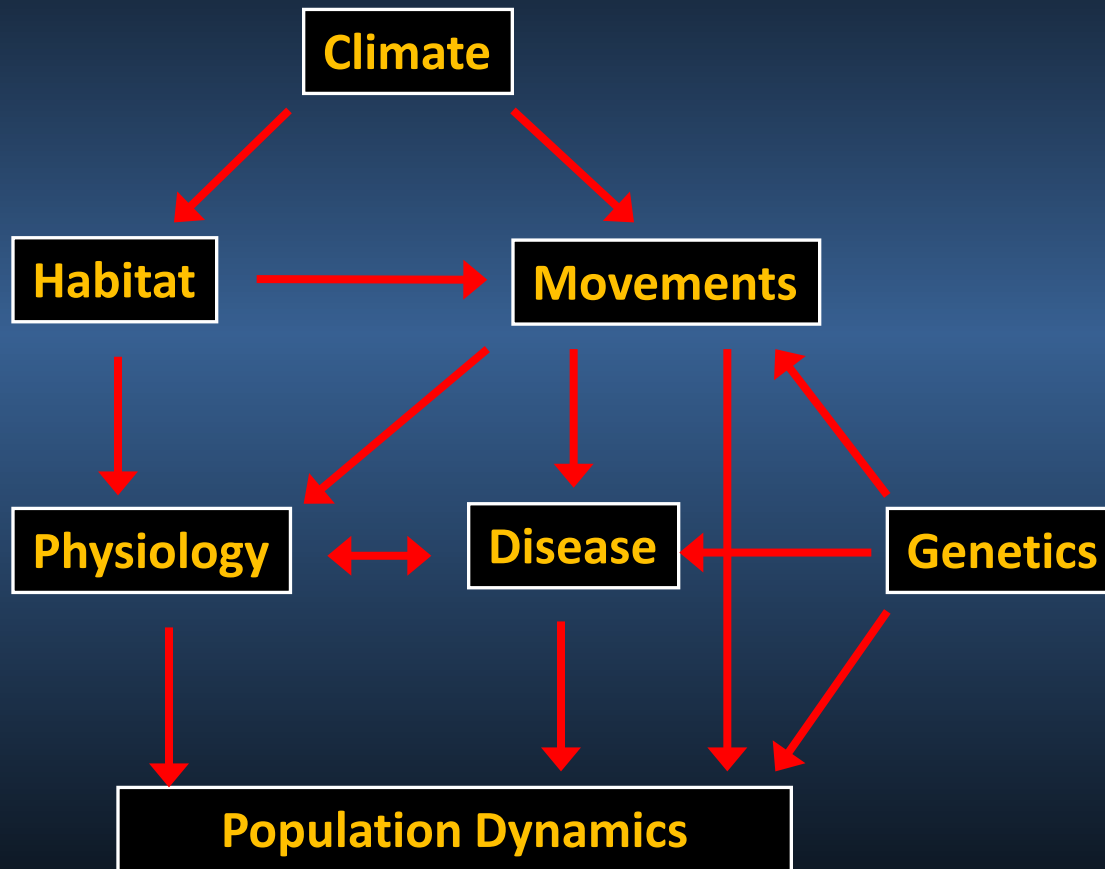 Climate
Habitat
Movements
Physiology
Disease
Genetics
Population Dynamics